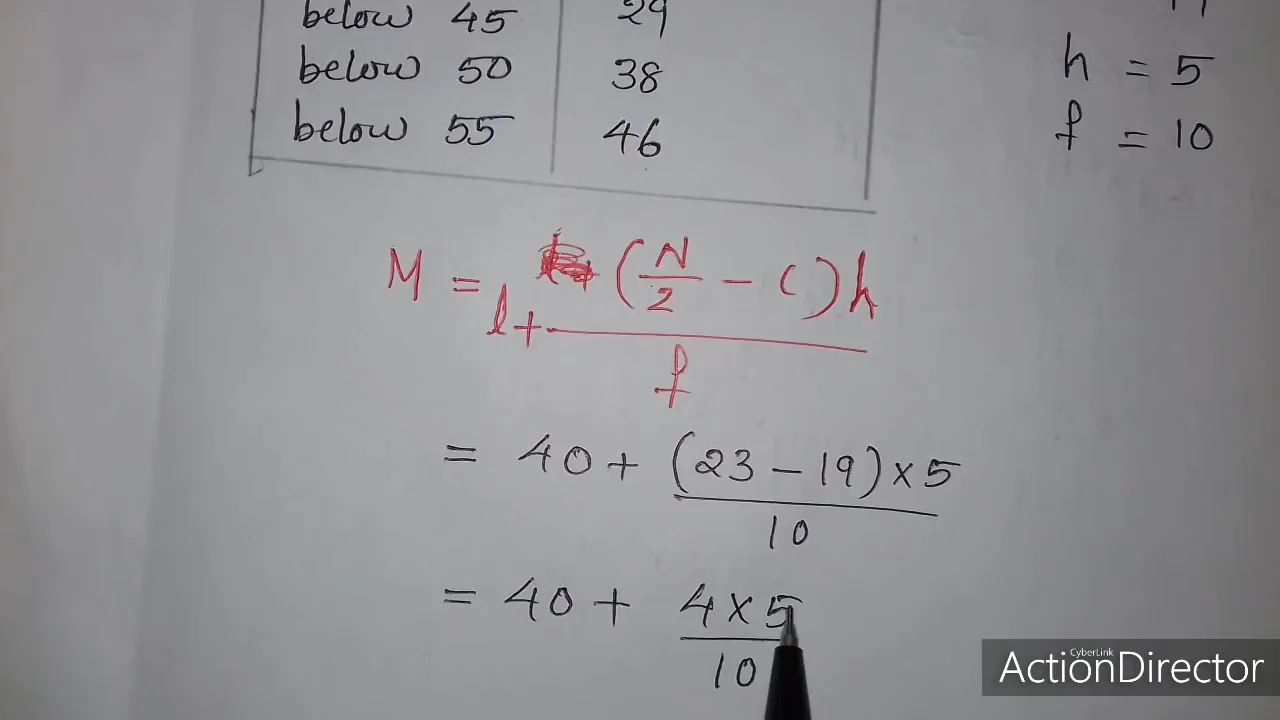 below 45 29
below 50 38
below 55 46
h = 5
f = 10
M = l + (N/2 - C)h
f
= 40 + (23 - 19) × 5
10
= 40 + 4 × 5
10
CyberLink
ActionDirector